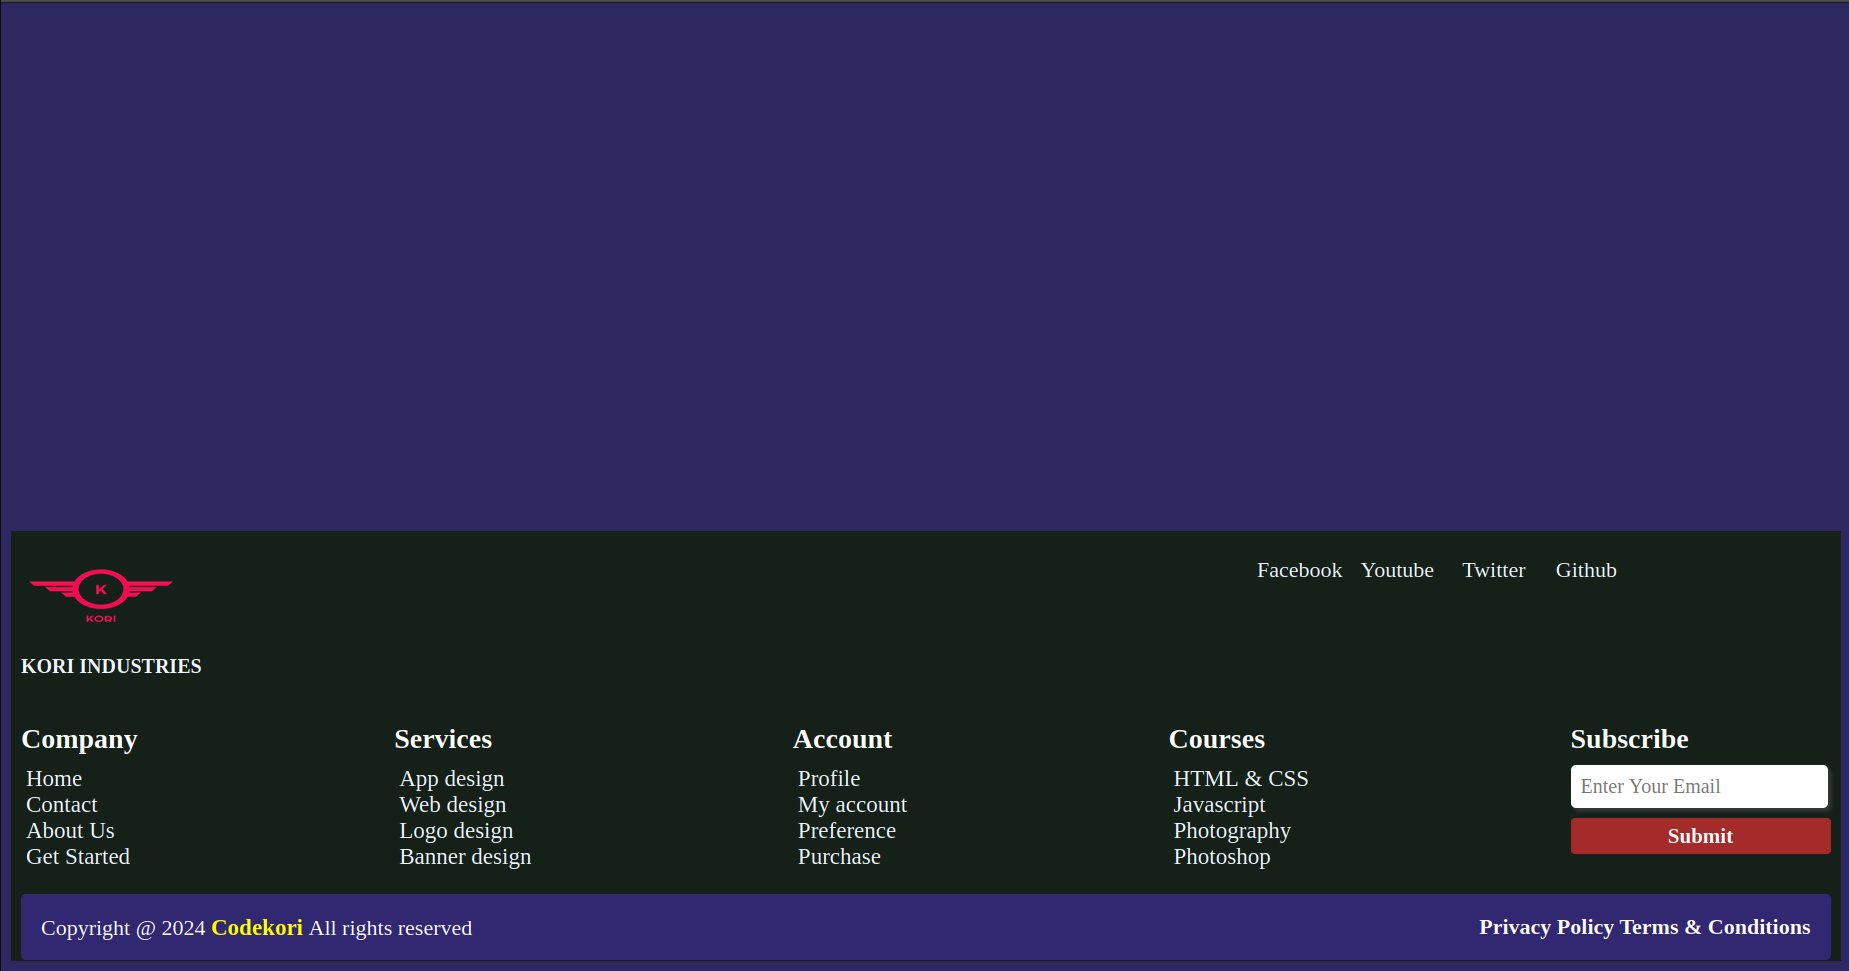 K
KORI
Facebook Youtube Twitter Github
KORI INDUSTRIES
Company
Home
Contact
About Us
Get Started
Services
App design
Web design
Logo design
Banner design
Account
Profile
My account
Preference
Purchase
Courses
HTML & CSS
Javascript
Photography
Photoshop
Subscribe
Enter Your Email
Submit
Copyright @ 2024 Codekori All rights reserved
Privacy Policy Terms & Conditions